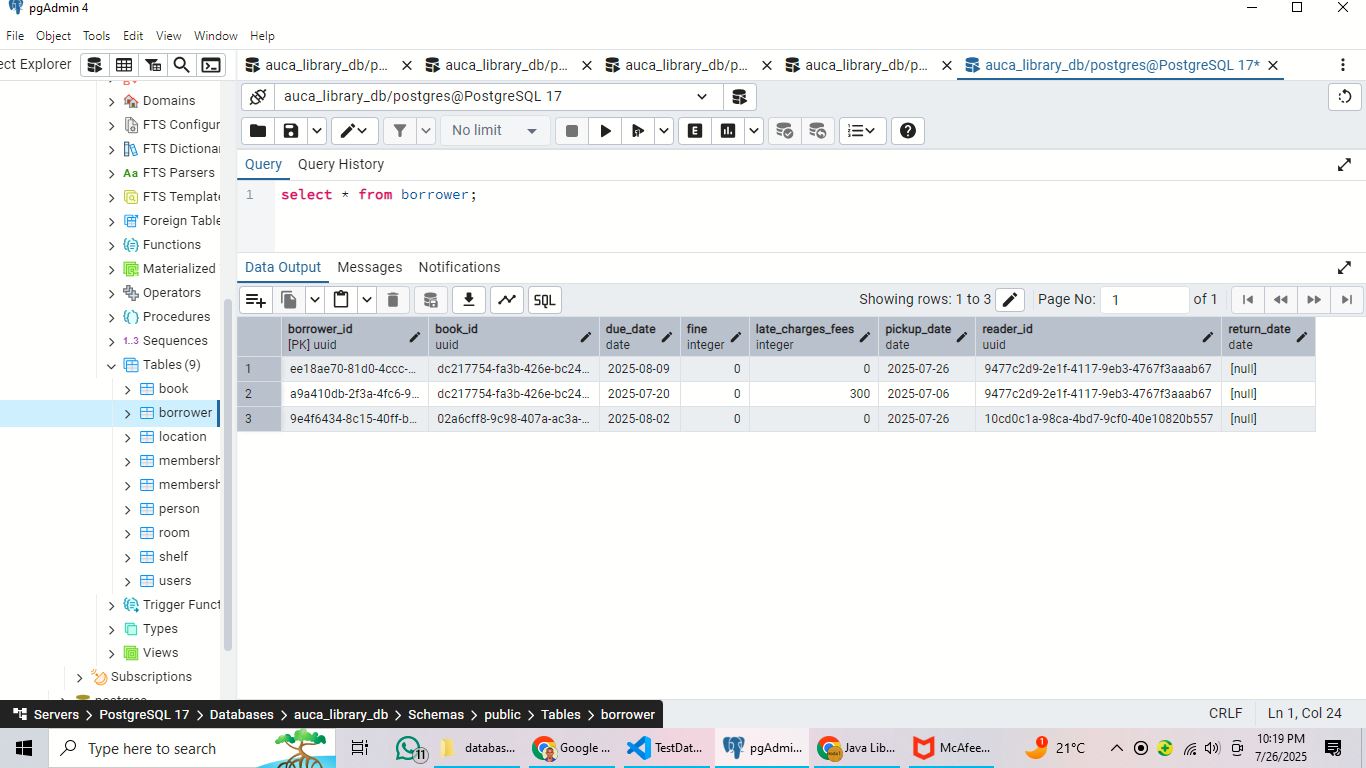 pgAdmin 4
File Object Tools Edit View Window Help
ect Explorer
auca_library_db/p... auca_library_db/p... auca_library_db/p... auca_library_db/p... auca_library_db/postgres@PostgreSQL 17*
Domains
FTS Configur
FTS Dictionar
FTS Parsers
Aa
FTS Template
Foreign Table
Functions
Materialized
Operators
Procedures
1..3 Sequences
Tables (9)
book
borrower
location
membersh
membersh
person
room
shelf
users
Trigger Funct
Types
Views
Subscriptions
postgres
auca_library_db/postgres@PostgreSQL 17
No limit
E
Query Query History
1 select * from borrower;
Data Output Messages Notifications
SQL
Showing rows: 1 to 3 Page No: 1 of 1
borrower_id book_id due_date fine late_charges_fees pickup_date reader_id return_date
[PK] uuid uuid date integer integer date uuid date
1 ee18ae70-81d0-4ccc-... dc217754-fa3b-426e-bc24... 2025-08-09 0 0 2025-07-26 9477c2d9-2e1f-4117-9eb3-4767f3aaab67 [null]
2 a9a410db-2f3a-4fc6-9... dc217754-fa3b-426e-bc24... 2025-07-20 0 300 2025-07-06 9477c2d9-2e1f-4117-9eb3-4767f3aaab67 [null]
3 9e4f6434-8c15-40ff-b... 02a6cff8-9c98-407a-ac3a-... 2025-08-02 0 0 2025-07-26 10cd0c1a-98ca-4bd7-9cf0-40e10820b557 [null]
Servers > PostgreSQL 17 > Databases > auca_library_db > Schemas > public > Tables > borrower
CRLF Ln 1, Col 24
Type here to search
11
databas...
Google ...
TestDat...
pgAdmi...
Java Lib...
McAfee...
1
21°C
10:19 PM
7/26/2025